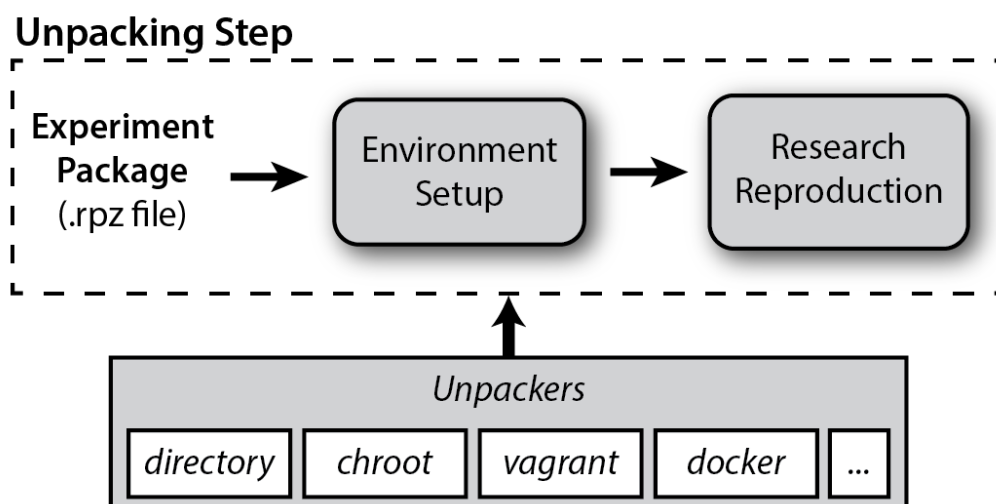 Unpacking Step
Experiment
Package
(.rpz file)
Environment
Setup
Research
Reproduction
Unpackers
directory
chroot
vagrant
docker
...